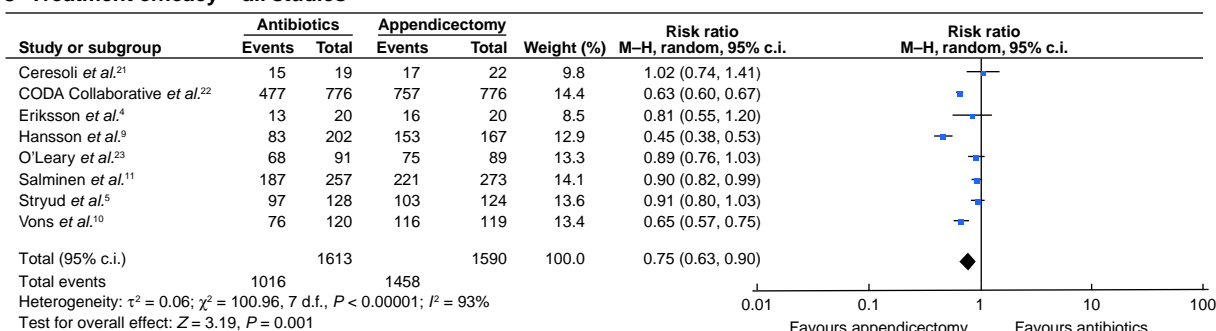 Treatment efficacy – all studies
Antibiotics Appendicectomy Risk ratio Risk ratio
Study or subgroup Events Total Events Total Weight (%) M–H, random, 95% c.i. M–H, random, 95% c.i.
Ceresoli et al.²¹ 15 19 17 22 9.8 1.02 (0.74, 1.41)
CODA Collaborative et al.²² 477 776 757 776 14.4 0.63 (0.60, 0.67)
Eriksson et al.⁴ 13 20 16 20 8.5 0.81 (0.55, 1.20)
Hansson et al.⁹ 83 202 153 167 12.9 0.45 (0.38, 0.53)
O'Leary et al.²³ 68 91 75 89 13.3 0.89 (0.76, 1.03)
Salminen et al.¹¹ 187 257 221 273 14.1 0.90 (0.82, 0.99)
Stryud et al.⁵ 97 128 103 124 13.6 0.91 (0.80, 1.03)
Vons et al.¹⁰ 76 120 116 119 13.4 0.65 (0.57, 0.75)
Total (95% c.i.) 1613 1590 100.0 0.75 (0.63, 0.90)
Total events 1016 1458
Heterogeneity: τ² = 0.06; χ² = 100.96, 7 d.f., P < 0.00001; I² = 93%
Test for overall effect: Z = 3.19, P = 0.001
0.01 0.1 1 10 100
Favours appendicectomy Favours antibiotics